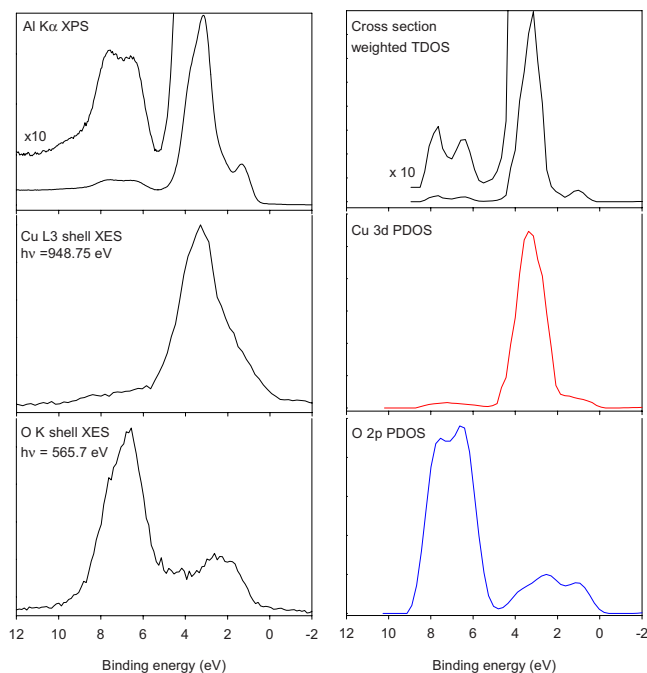 Al Kα XPS
x10
Cu L3 shell XES
hν =948.75 eV
O K shell XES
hν = 565.7 eV
12 10 8 6 4 2 0 -2
Binding energy (eV)
Cross section
weighted TDOS
x 10
Cu 3d PDOS
O 2p PDOS
12 10 8 6 4 2 0 -2
Binding energy (eV)